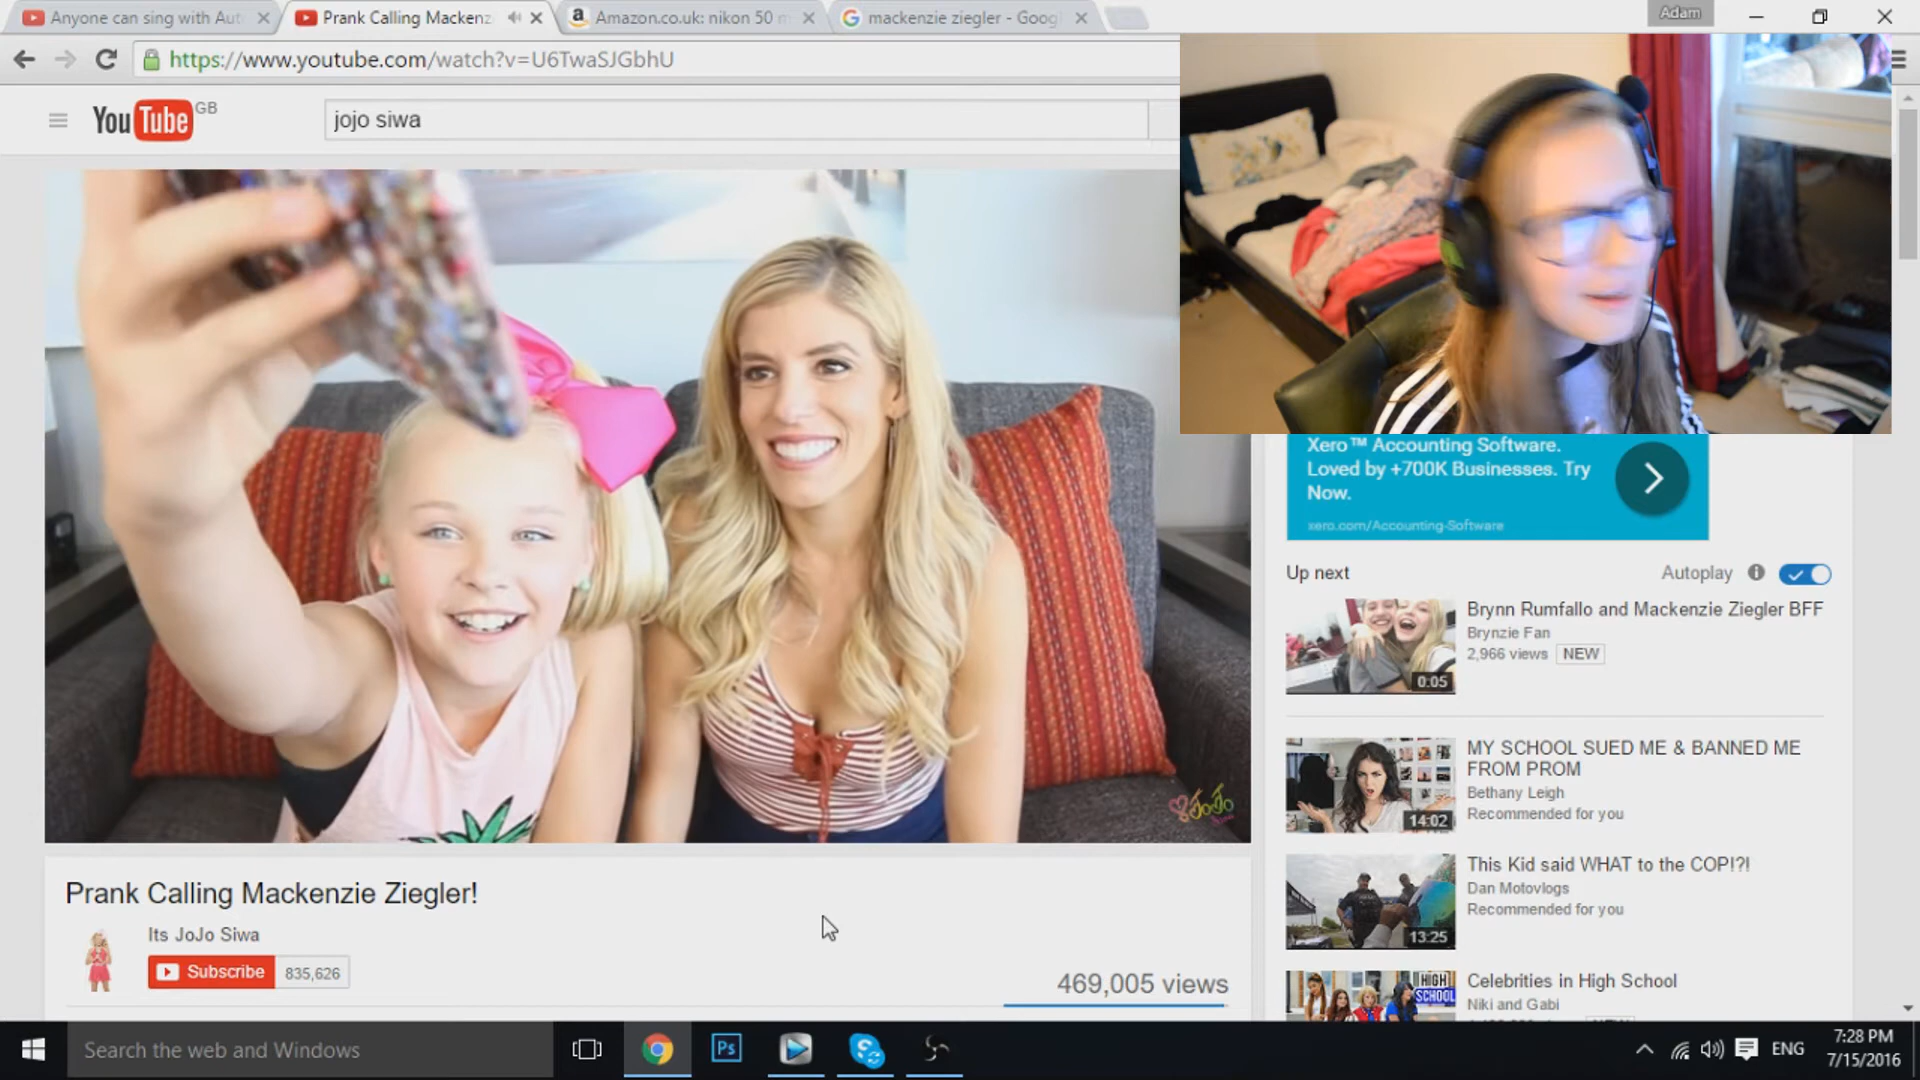 Anyone can sing with Aut
Prank Calling Mackenz
Amazon.co.uk: nikon 50 m
mackenzie ziegler - Goog
Adam
https://www.youtube.com/watch?v=U6TwaSJGbhU
YouTube GB
jojo siwa
Xero™ Accounting Software.
Loved by +700K Businesses. Try
Now.
xero.com/Accounting-Software
Up next
Autoplay
Brynn Rumfallo and Mackenzie Ziegler BFF
Brynzie Fan
2,966 views NEW
0:05
MY SCHOOL SUED ME & BANNED ME
FROM PROM
Bethany Leigh
Recommended for you
14:02
JoJo
This Kid said WHAT to the COP!?!
Dan Motovlogs
Recommended for you
13:25
Prank Calling Mackenzie Ziegler!
Its JoJo Siwa
Subscribe 835,626
469,005 views
HIGH
SCHOOL
Celebrities in High School
Niki and Gabi
Search the web and Windows
Ps
ENG
7:28 PM
7/15/2016